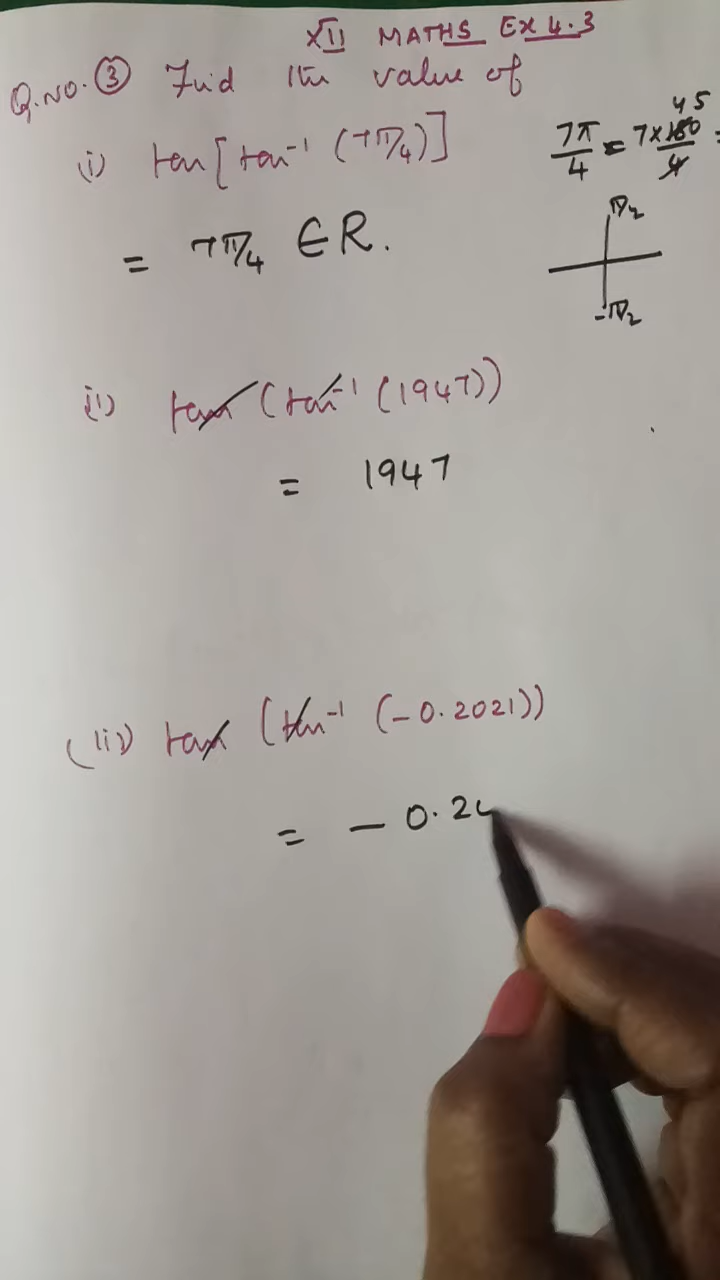 XII MATHS EX 4.3
Q.NO. ③ Find the value of
(i) tan[tan⁻¹ (7π/4)]
= 7π/4 ∈ R.
7π/4 = 7×180/4 =
45
π/2
-π/2
(ii) tan (tan⁻¹ (1947))
= 1947
(iii) tan (tan⁻¹ (-0.2021))
= - 0.20